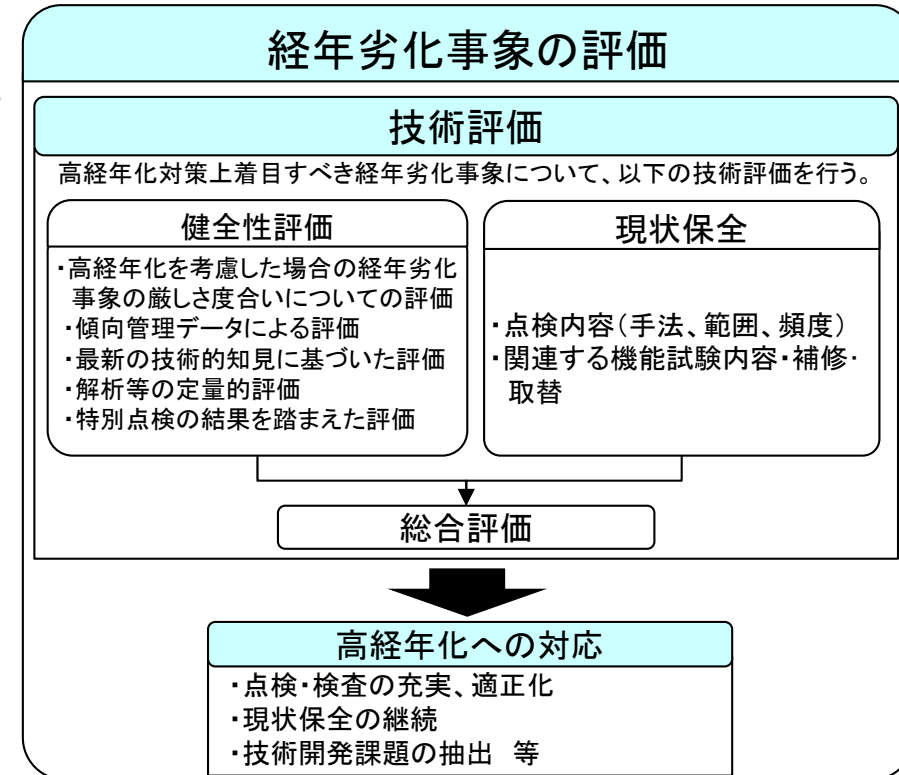 経年劣化事象の評価
技術評価
高経年化対策上着目すべき経年劣化事象について、以下の技術評価を行う。
健全性評価
・高経年化を考慮した場合の経年劣化
事象の厳しさ度合いについての評価
・傾向管理データによる評価
・最新の技術的知見に基づいた評価
・解析等の定量的評価
・特別点検の結果を踏まえた評価
現状保全
・点検内容(手法、範囲、頻度)
・関連する機能試験内容・補修・
取替
総合評価
高経年化への対応
・点検・検査の充実、適正化
・現状保全の継続
・技術開発課題の抽出　等